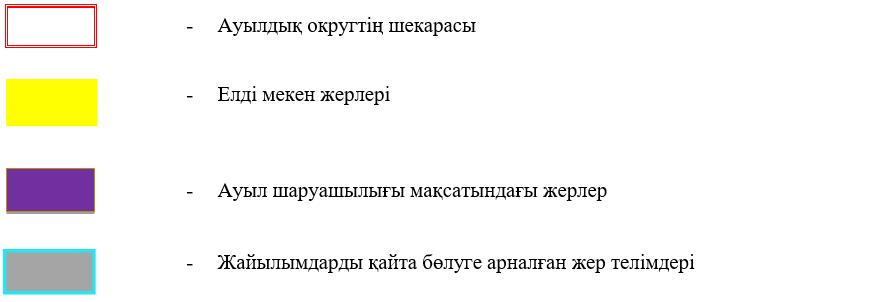 - Ауылдық округтің шекарасы
- Елді мекен жерлері
- Ауыл шаруашылығы мақсатындағы жерлер
- Жайылымдарды қайта бөлуге арналған жер телімдері